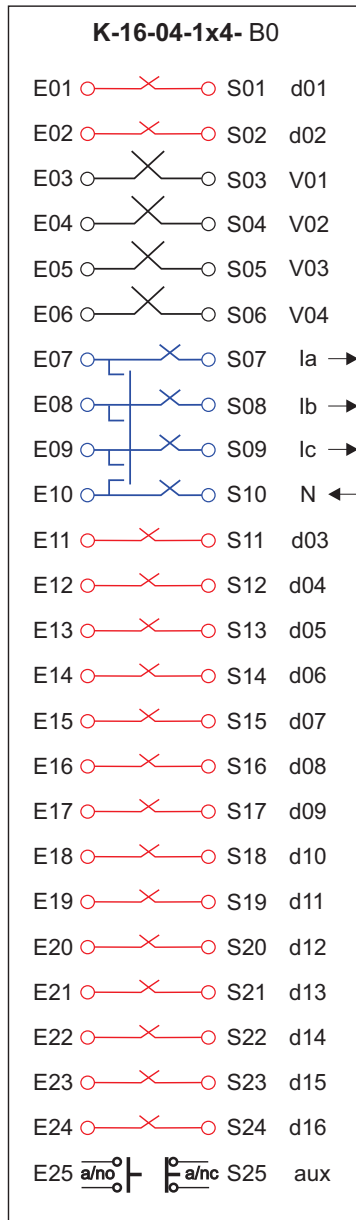 K-16-04-1x4- B0
E01 S01 d01
E02 S02 d02
E03 S03 V01
E04 S04 V02
E05 S05 V03
E06 S06 V04
E07 S07 Ia
E08 S08 Ib
E09 S09 Ic
E10 S10 N
E11 S11 d03
E12 S12 d04
E13 S13 d05
E14 S14 d06
E15 S15 d07
E16 S16 d08
E17 S17 d09
E18 S18 d10
E19 S19 d11
E20 S20 d12
E21 S21 d13
E22 S22 d14
E23 S23 d15
E24 S24 d16
E25 a/no a/nc S25 aux